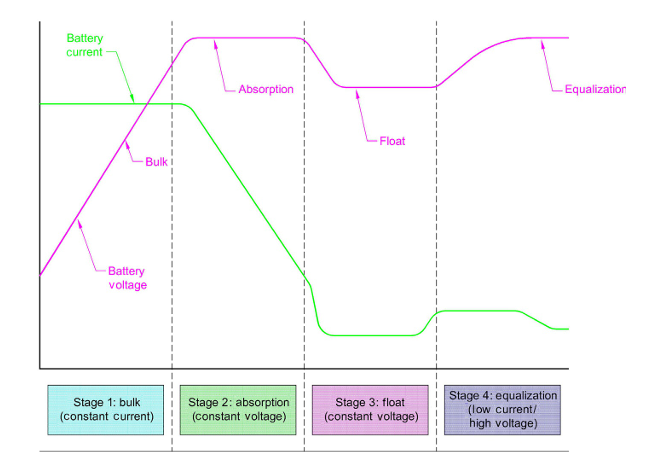 Battery
current
Absorption
Equalization
Float
Bulk
Battery
voltage
Stage 1: bulk
(constant current)
Stage 2: absorption
(constant voltage)
Stage 3: float
(constant voltage)
Stage 4: equalization
(low current/
high voltage)